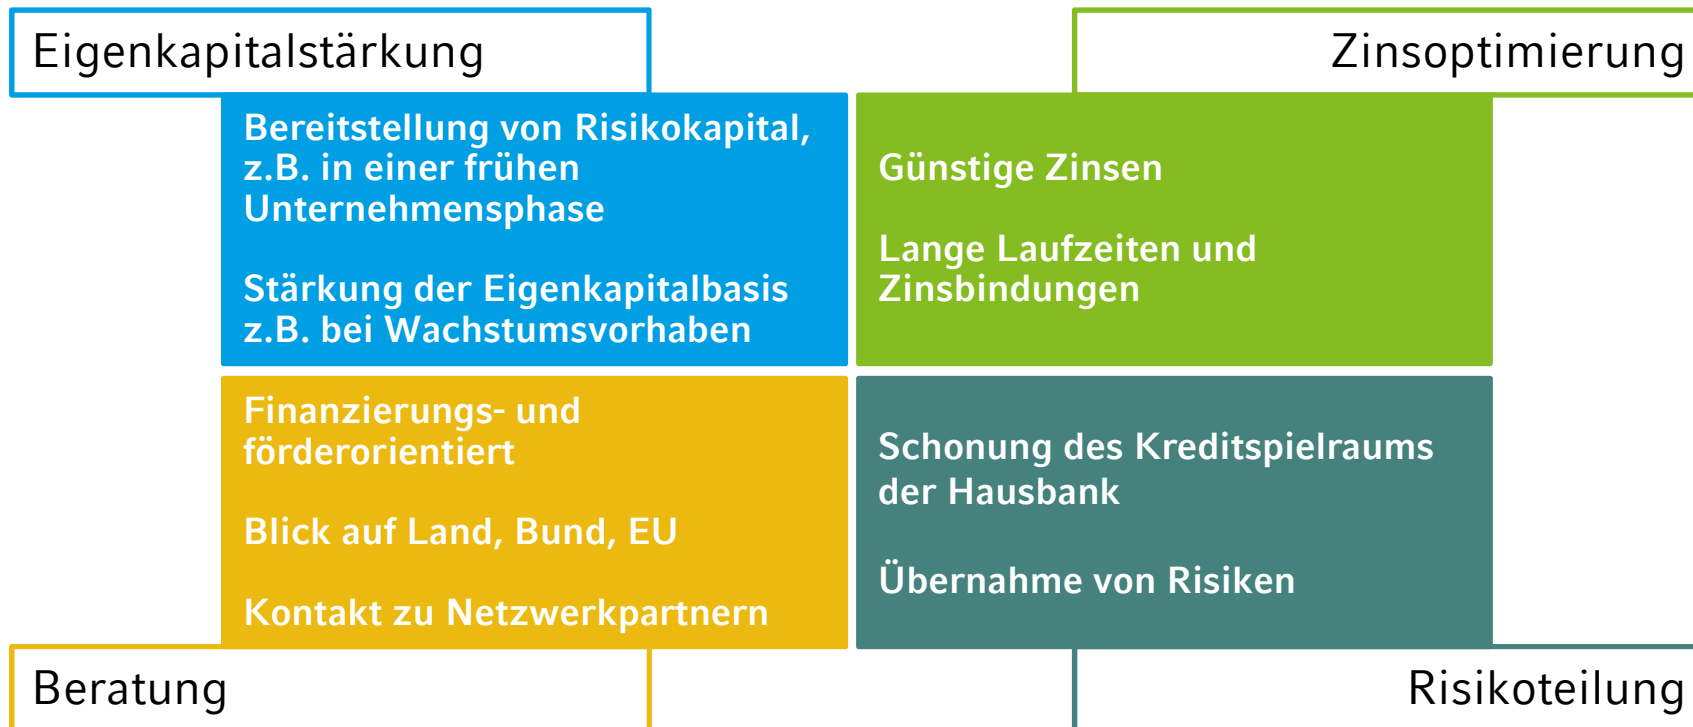 Eigenkapitalstärkung
Bereitstellung von Risikokapital,
z.B. in einer frühen
Unternehmensphase
Stärkung der Eigenkapitalbasis
z.B. bei Wachstumsvorhaben
Zinsoptimierung
Günstige Zinsen
Lange Laufzeiten und
Zinsbindungen
Finanzierungs- und
förderorientiert
Blick auf Land, Bund, EU
Kontakt zu Netzwerkpartnern
Beratung
Schonung des Kreditspielraums
der Hausbank
Übernahme von Risiken
Risikoteilung